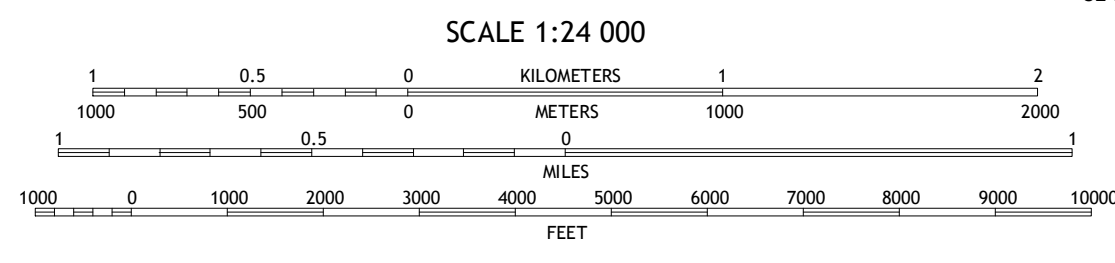 SCALE 1:24 000
1 0.5 0 KILOMETERS 1 2
1000 500 0 METERS 1000 2000
1 0.5 0 1
MILES
1000 0 1000 2000 3000 4000 5000 6000 7000 8000 9000 10000
FEET